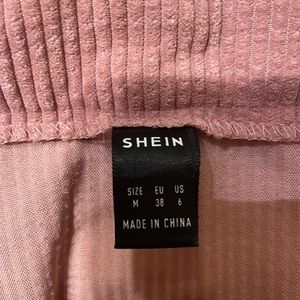 SHEIN
SIZE EU US
M 38 6
MADE IN CHINA